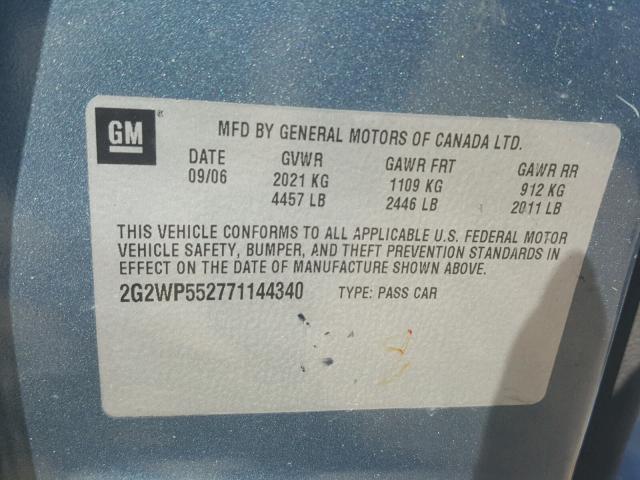 GM
MFD BY GENERAL MOTORS OF CANADA LTD.
DATE GVWR GAWR FRT GAWR RR
09/06 2021 KG 1109 KG 912 KG
4457 LB 2446 LB 2011 LB
THIS VEHICLE CONFORMS TO ALL APPLICABLE U.S. FEDERAL MOTOR
VEHICLE SAFETY, BUMPER, AND THEFT PREVENTION STANDARDS IN
EFFECT ON THE DATE OF MANUFACTURE SHOWN ABOVE.
2G2WP552771144340 TYPE: PASS CAR